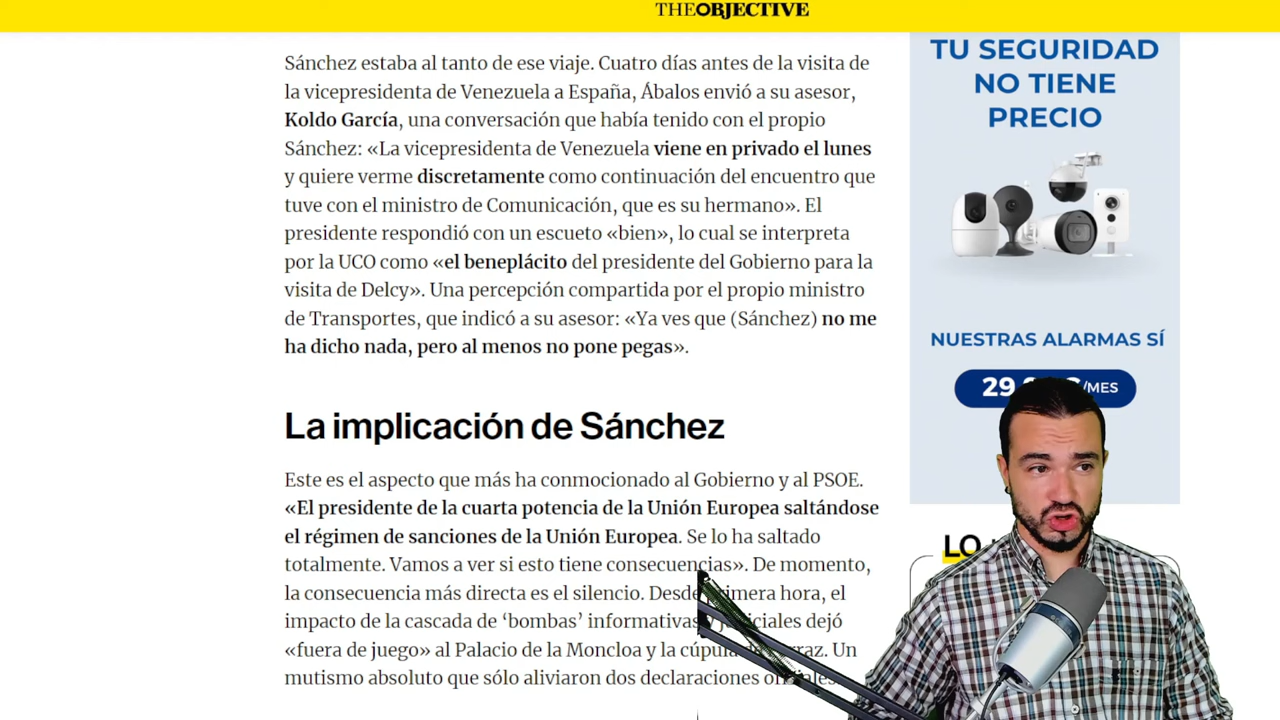 THEOBJECTIVE
Sánchez estaba al tanto de ese viaje. Cuatro días antes de la visita de
la vicepresidenta de Venezuela a España, Ábalos envió a su asesor,
Koldo García, una conversación que había tenido con el propio
Sánchez: «La vicepresidenta de Venezuela viene en privado el lunes
y quiere verme discretamente como continuación del encuentro que
tuve con el ministro de Comunicación, que es su hermano». El
presidente respondió con un escueto «bien», lo cual se interpreta
por la UCO como «el beneplácito del presidente del Gobierno para la
visita de Delcy». Una percepción compartida por el propio ministro
de Transportes, que indicó a su asesor: «Ya ves que (Sánchez) no me
ha dicho nada, pero al menos no pone pegas».
La implicación de Sánchez
Este es el aspecto que más ha conmocionado al Gobierno y al PSOE.
«El presidente de la cuarta potencia de la Unión Europea saltándose
el régimen de sanciones de la Unión Europea. Se lo ha saltado
totalmente. Vamos a ver si esto tiene consecuencias». De momento,
la consecuencia más directa es el silencio. Desde primera hora, el
impacto de la cascada de ‘bombas’ informativas y judiciales dejó
«fuera de juego» al Palacio de la Moncloa y la cúpula de Ferraz. Un
mutismo absoluto que sólo aliviaron dos declaraciones oficiales
TU SEGURIDAD
NO TIENE
PRECIO
NUESTRAS ALARMAS SÍ
29 /MES
LO